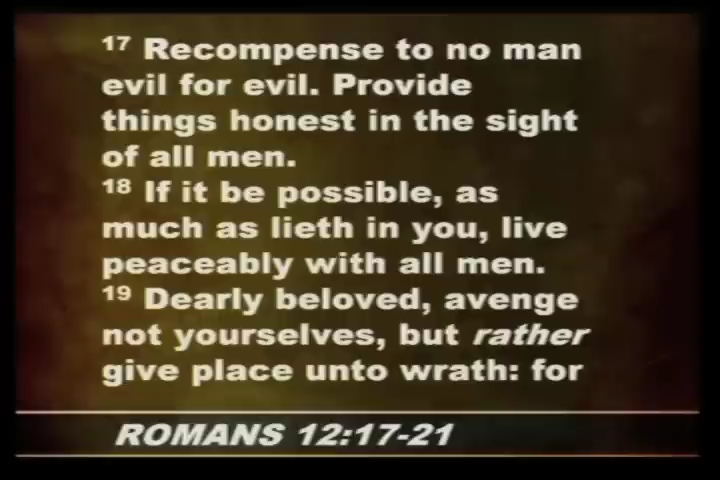 17 Recompense to no man
evil for evil. Provide
things honest in the sight
of all men.
18 If it be possible, as
much as lieth in you, live
peaceably with all men.
19 Dearly beloved, avenge
not yourselves, but rather
give place unto wrath: for
ROMANS 12:17-21